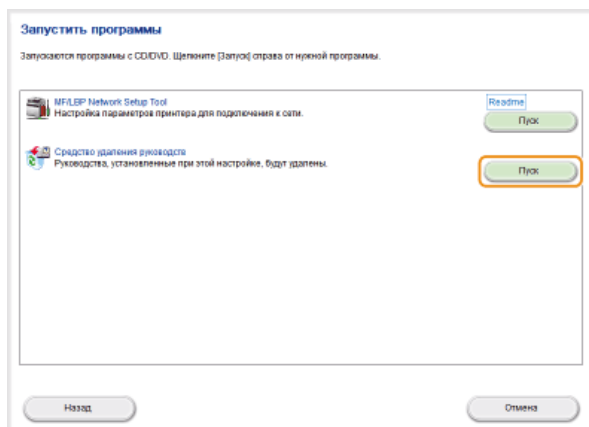 Запустить программы
Запускаются программы с CD/DVD. Щелкните [Запуск] справа от нужной программы.
MF/LBP Network Setup Tool
Readme
Настройка параметров принтера для подключения к сети.
Пуск
Средство удаления руководств
Руководства, установленные при этой настройке, будут удалены.
Пуск
Назад
Отмена